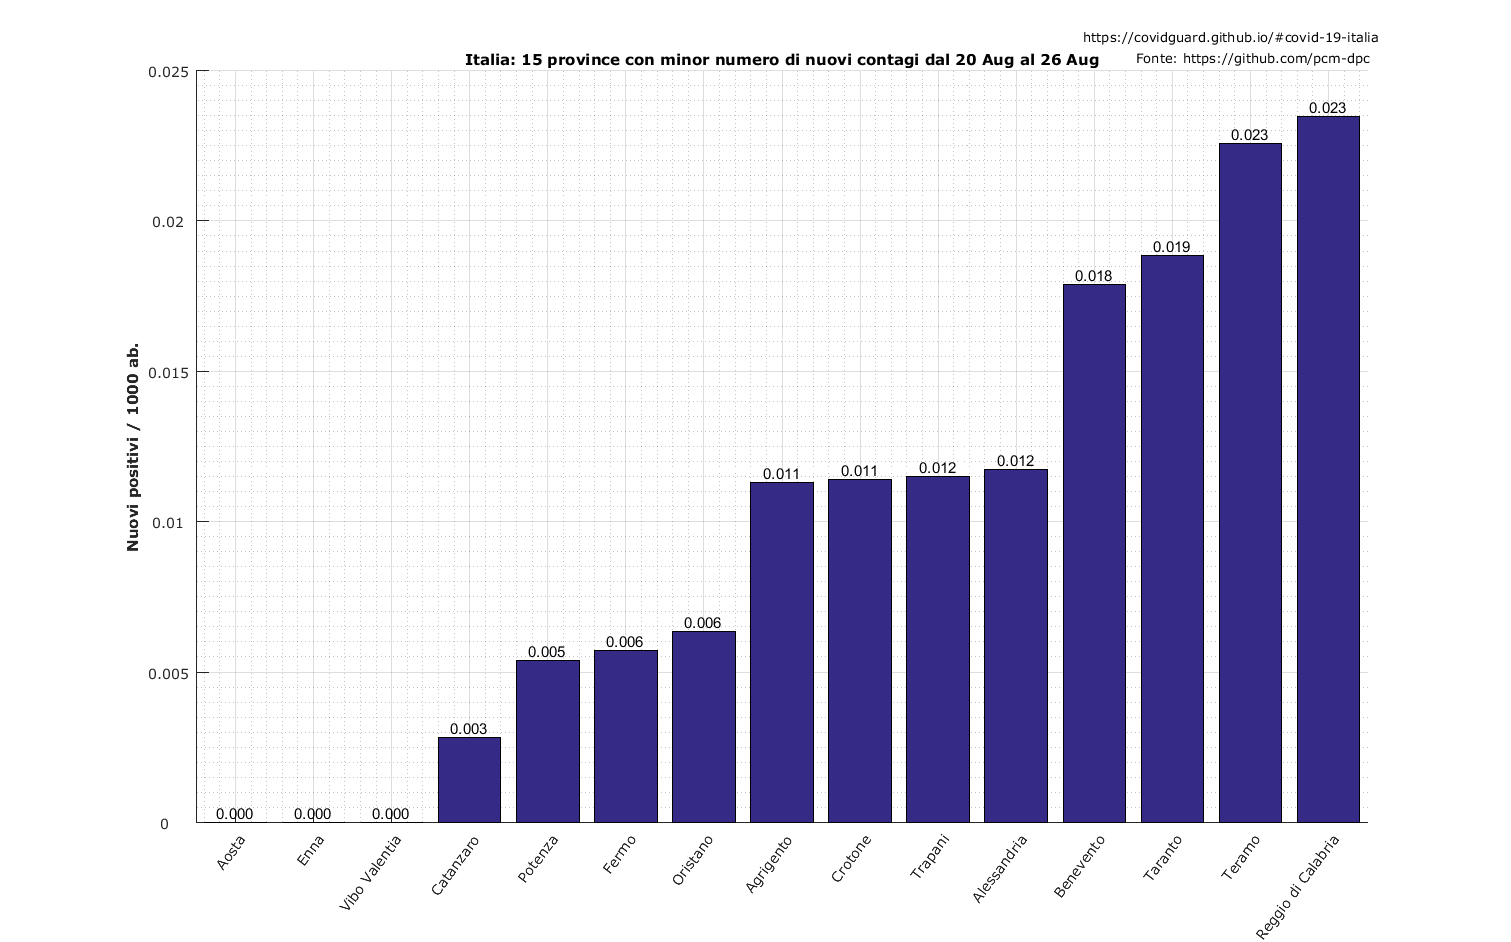 https://covidguard.github.io/#covid-19-italia
Italia: 15 province con minor numero di nuovi contagi dal 20 Aug al 26 Aug
Fonte: https://github.com/pcm-dpc
Nuovi positivi / 1000 ab.
0.025
0.02
0.015
0.01
0.005
0
0.000
0.000
0.000
0.003
0.005
0.006
0.006
0.011
0.011
0.012
0.012
0.018
0.019
0.023
0.023
Aosta
Enna
Vibo Valentia
Catanzaro
Potenza
Fermo
Oristano
Agrigento
Crotone
Trapani
Alessandria
Benevento
Taranto
Teramo
Reggio di Calabria